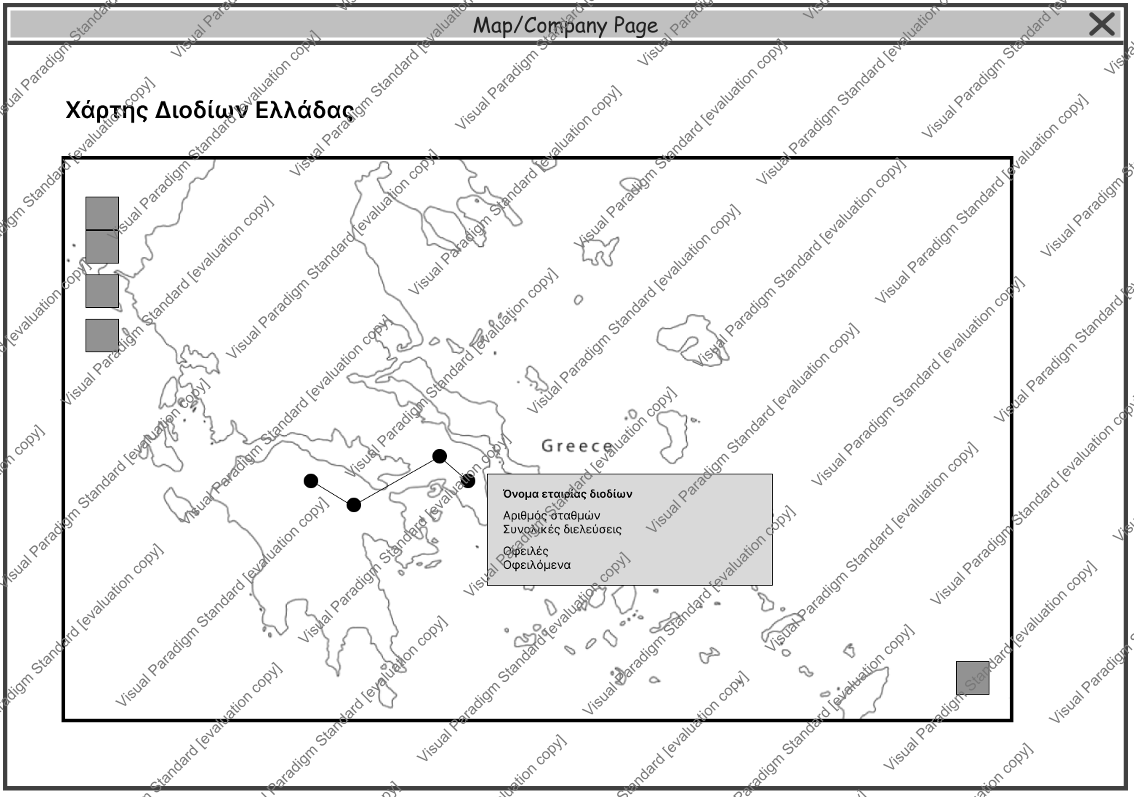 Map/Company Page
Χάρτης Διοδίων Ελλάδας
Greece
Όνομα εταιρίας διοδίων
Αριθμός σταθμών
Συνολικές διελεύσεις
Οφειλές
Οφειλόμενα
Visual Paradigm Standard [evaluation copy]